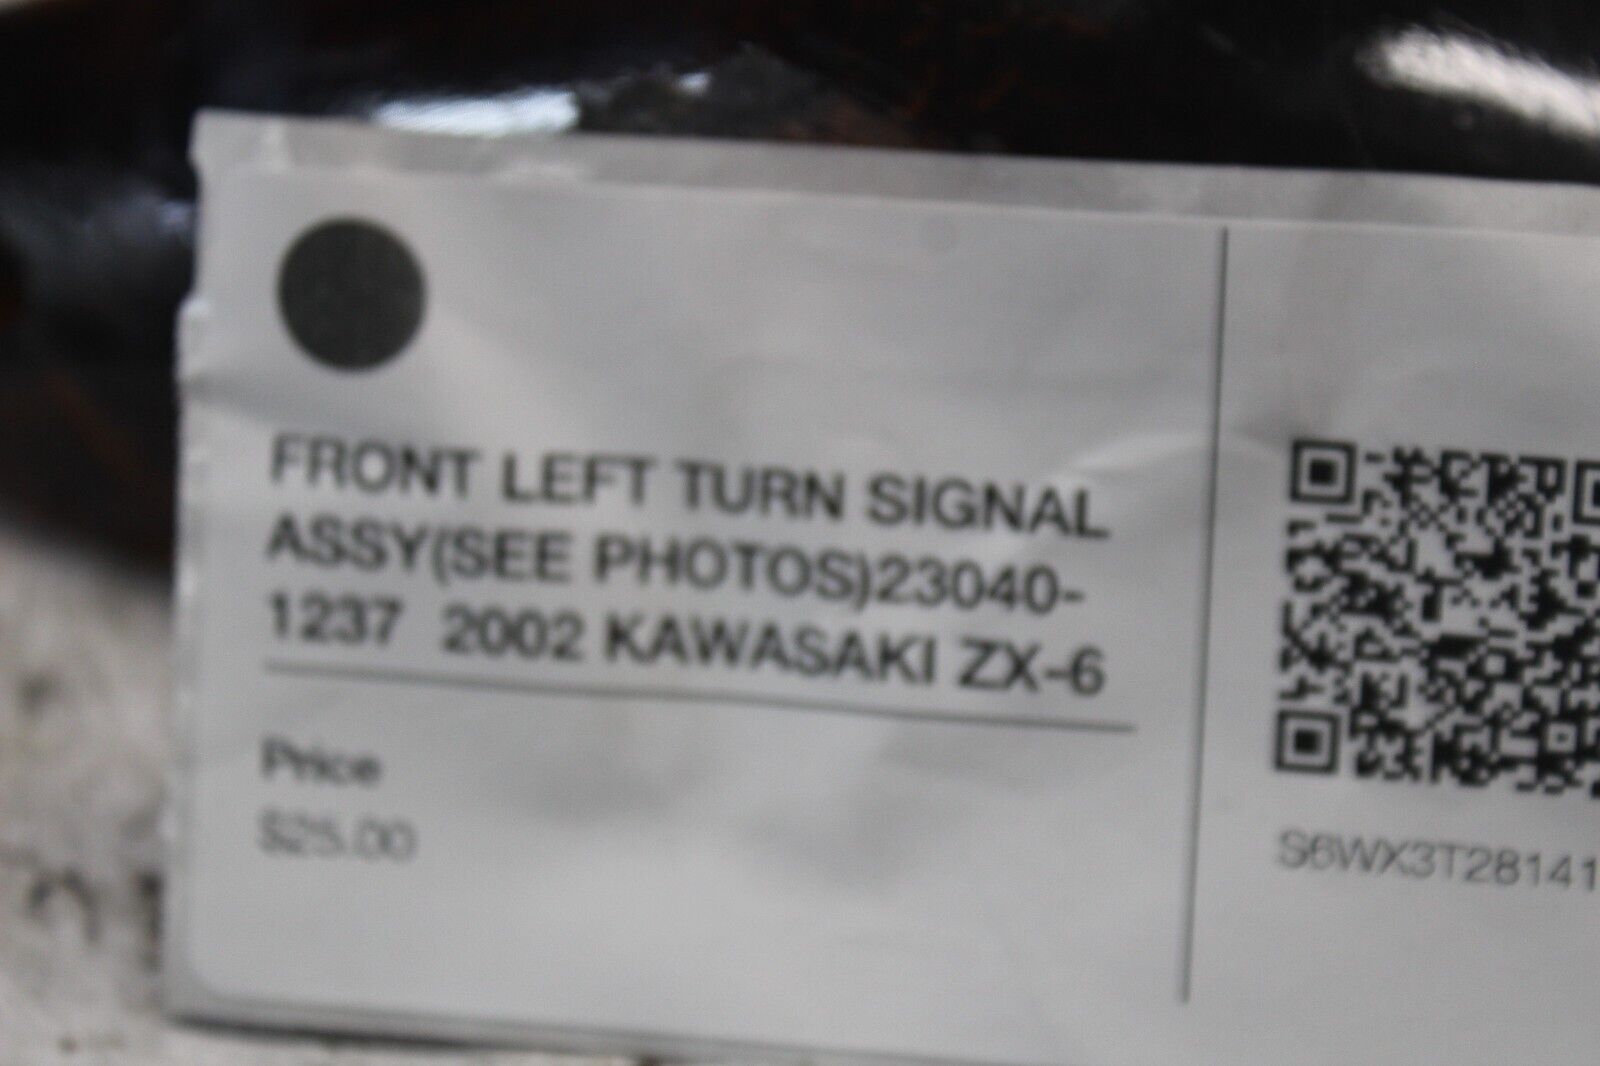 FRONT LEFT TURN SIGNAL
ASSY(SEE PHOTOS)23040-
1237 2002 KAWASAKI ZX-6
Price
$25.00
S6WX3T28141